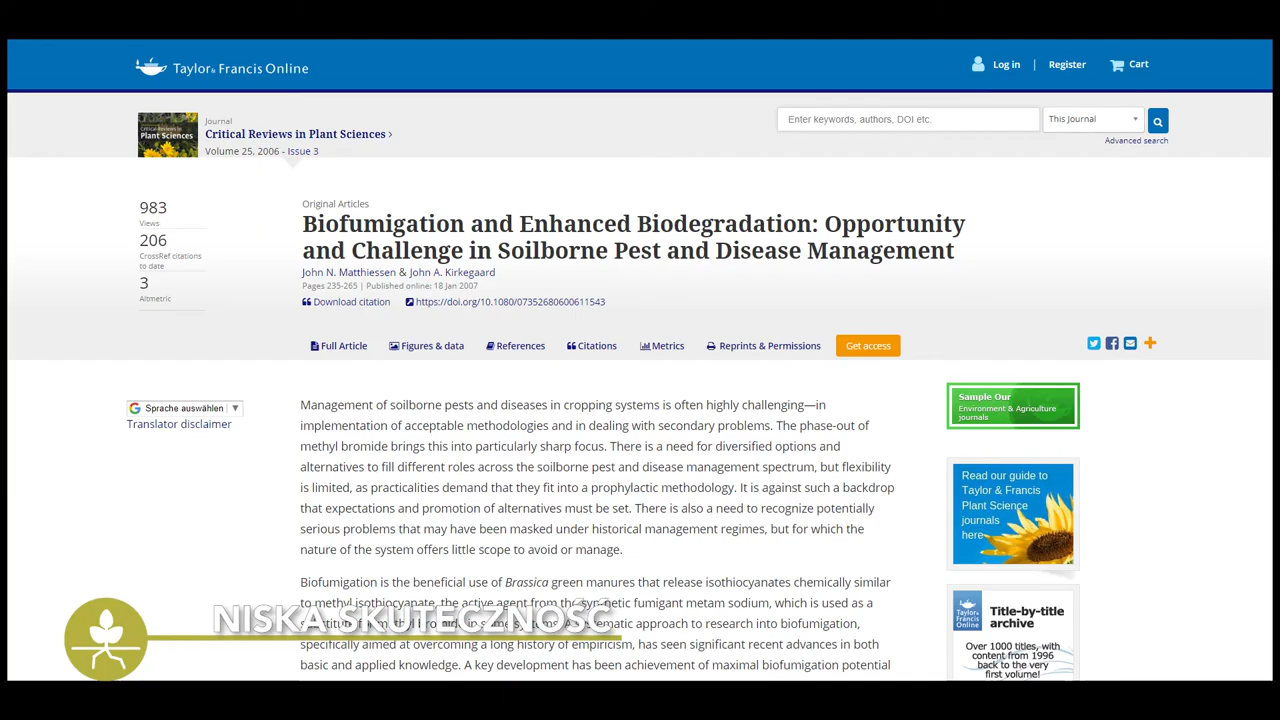 Taylor & Francis Online
Log in | Register Cart
Journal
Critical Reviews in Plant Sciences >
Volume 25, 2006 - Issue 3
Critical Reviews in
Plant Sciences
Enter keywords, authors, DOI etc.
This Journal
Advanced search
983
Views
206
CrossRef citations
to date
3
Altmetric
Original Articles
Biofumigation and Enhanced Biodegradation: Opportunity
and Challenge in Soilborne Pest and Disease Management
John N. Matthiessen & John A. Kirkegaard
Pages 235-265 | Published online: 18 Jan 2007
Download citation https://doi.org/10.1080/07352680600611543
Full Article Figures & data References Citations Metrics Reprints & Permissions Get access
Sprache auswählen
Translator disclaimer
Management of soilborne pests and diseases in cropping systems is often highly challenging—in
implementation of acceptable methodologies and in dealing with secondary problems. The phase-out of
methyl bromide brings this into particularly sharp focus. There is a need for diversified options and
alternatives to fill different roles across the soilborne pest and disease management spectrum, but flexibility
is limited, as practicalities demand that they fit into a prophylactic methodology. It is against such a backdrop
that expectations and promotion of alternatives must be set. There is also a need to recognize potentially
serious problems that may have been masked under historical management regimes, but for which the
nature of the system offers little scope to avoid or manage.
Biofumigation is the beneficial use of Brassica green manures that release isothiocyanates chemically similar
to methyl isothiocyanate, the active agent from the synthetic fumigant metam sodium, which is used as a
specifically aimed at overcoming a long history of empiricism, has seen significant recent advances in both
basic and applied knowledge. A key development has been achievement of maximal biofumigation potential
NISKA SKUTECZNOŚĆ
Sample Our
Environment & Agriculture
journals
Read our guide to
Taylor & Francis
Plant Science
journals
here
Taylor & Francis
Online
Title-by-title
archive
Over 1000 titles, with
content from 1996
back to the very
first volume!